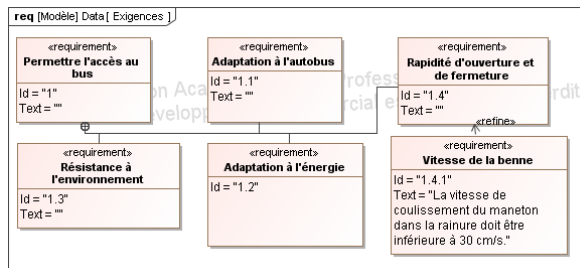 req [Modèle] Data [ Exigences ]
«requirement»
Permettre l'accès au
bus
Id = "1"
Text = ""
«requirement»
Adaptation à l'autobus
Id = "1.1"
Text = ""
«requirement»
Rapidité d'ouverture et
de fermeture
Id = "1.4"
Text = ""
«refine»
«requirement»
Résistance à
l'environnement
Id = "1.3"
Text = ""
«requirement»
Adaptation à l'énergie
Id = "1.2"
«requirement»
Vitesse de la benne
Id = "1.4.1"
Text = "La vitesse de
coulissement du maneton
dans la rainure doit être
inférieure à 30 cm/s."